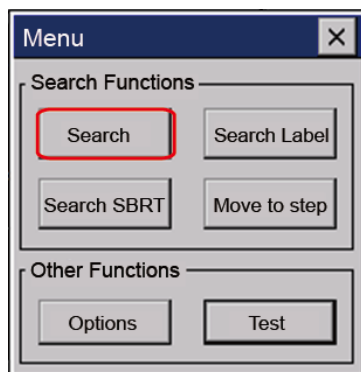 Menu
Search Functions
Search Search Label
Search SBRT Move to step
Other Functions
Options Test